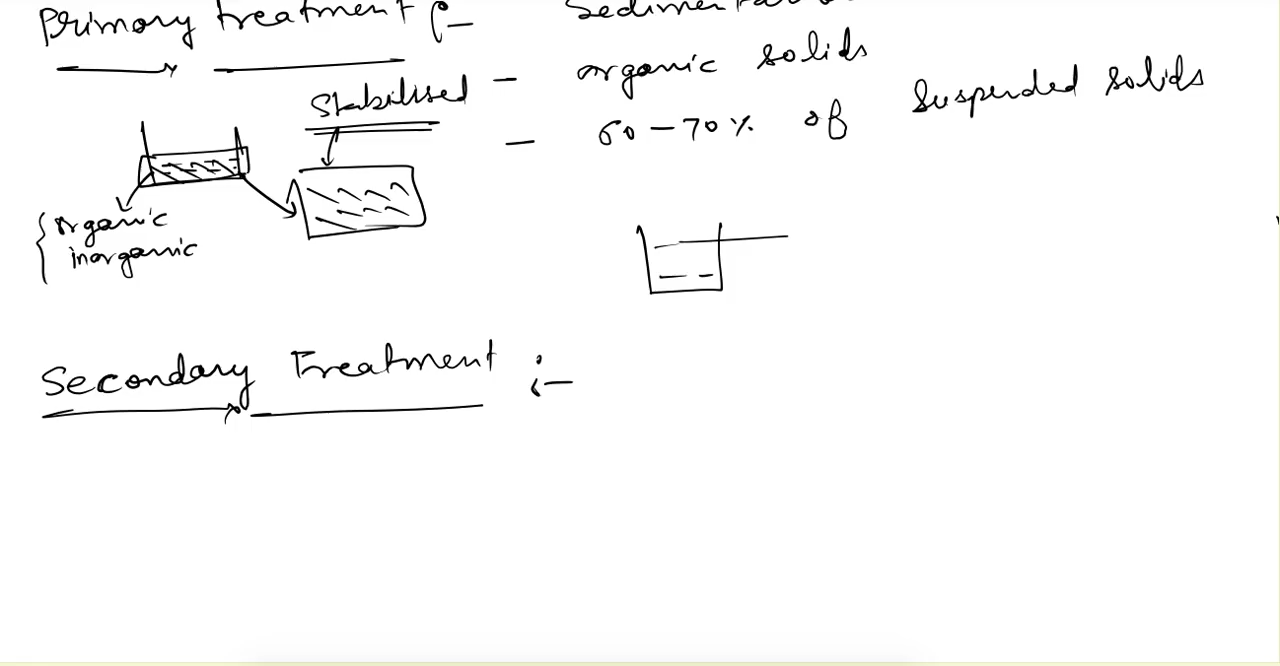 Primary treatment :-
organic solids
Stabilised
- 60-70% of Suspended solids
organic
inorganic
Secondary Treatment :-